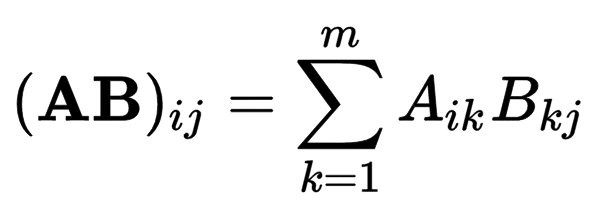 (𝐀𝐁)ᵢⱼ = ∑ₖ₌₁ᵐ AᵢₖBₖⱼ